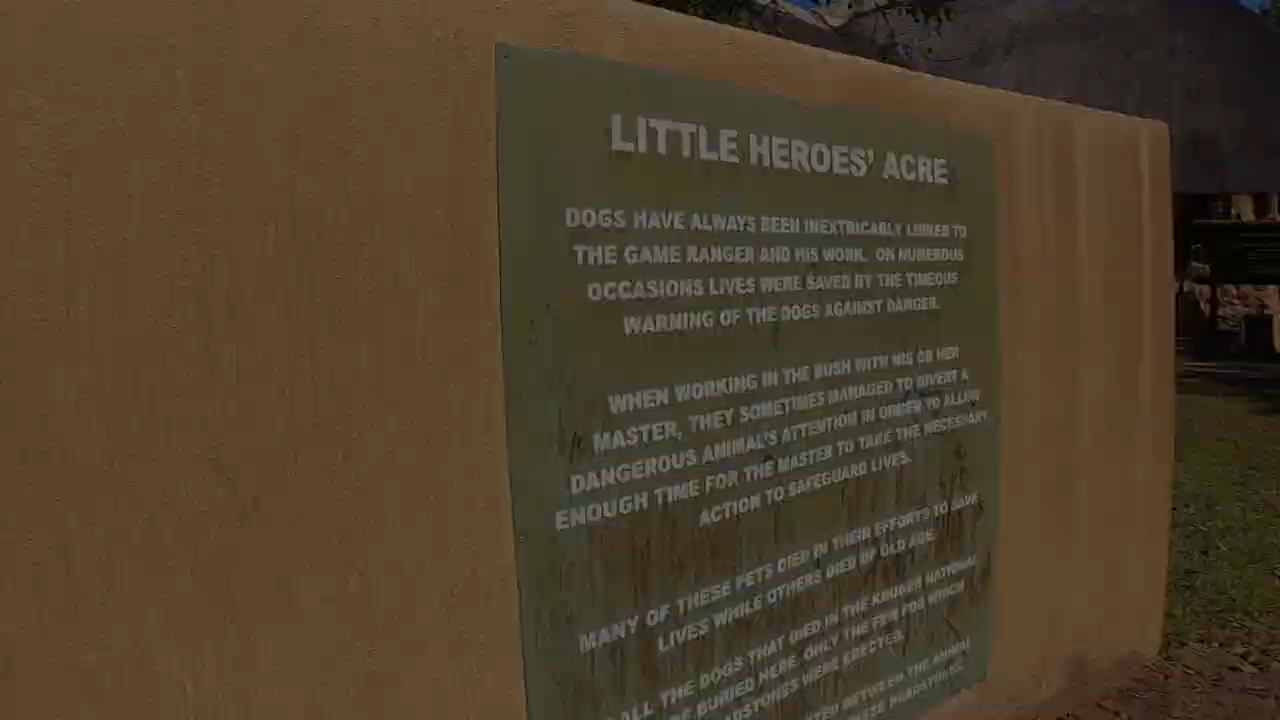 LITTLE HEROES' ACRE
DOGS HAVE ALWAYS BEEN INEXTRICABLY LINKED TO
THE GAME RANGER AND HIS WORK. ON NUMEROUS
OCCASIONS LIVES WERE SAVED BY THE TIMEOUS
WARNING OF THE DOGS AGAINST DANGER.
WHEN WORKING IN THE BUSH WITH HIS OR HER
MASTER, THEY SOMETIMES MANAGED TO DIVERT A
DANGEROUS ANIMAL'S ATTENTION IN ORDER TO ALLOW
ENOUGH TIME FOR THE MASTER TO TAKE THE NECESSARY
ACTION TO SAFEGUARD LIVES.
MANY OF THESE PETS DIED IN THEIR EFFORTS TO SAVE
LIVES WHILE OTHERS DIED OF OLD AGE.
ALL THE DOGS THAT DIED IN THE KRUGER NATIONAL
BURIED HERE. ONLY THE FEW FOR WHICH
WERE ERECTED.
BETWEEN THE ANIMAL